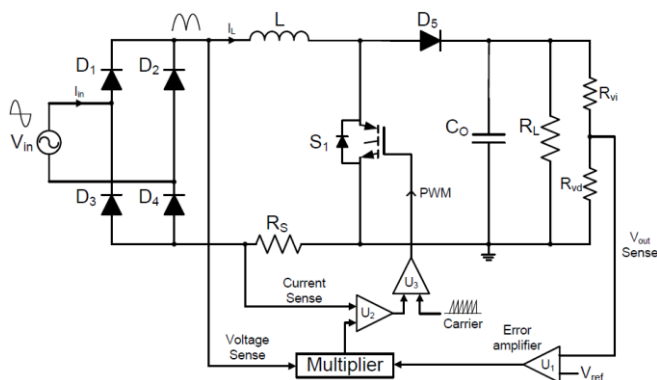 I_L
L
D_5
D_1
D_2
I_in
V_in
S_1
C_O
R_L
R_vi
R_vd
D_3
D_4
PWM
R_S
V_out
Sense
Current
Sense
U_3
U_2
Carrier
Voltage
Sense
Error
amplifier
Multiplier
U_1
V_ref